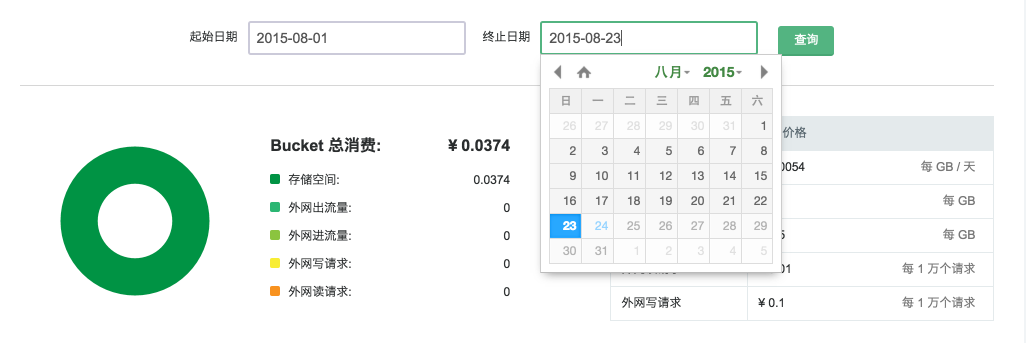 起始日期 2015-08-01 终止日期 2015-08-23 查询
八月 2015
日 一 二 三 四 五 六
26 27 28 29 30 31 1
2 3 4 5 6 7 8
9 10 11 12 13 14 15
16 17 18 19 20 21 22
23 24 25 26 27 28 29
30 31 1 2 3 4 5
Bucket 总消费: ¥ 0.0374
存储空间: 0.0374
外网出流量: 0
外网进流量: 0
外网写请求: 0
外网读请求: 0
价格
0054 每 GB / 天
每 GB
5 每 GB
01 每 1 万个请求
外网写请求 ¥ 0.1 每 1 万个请求